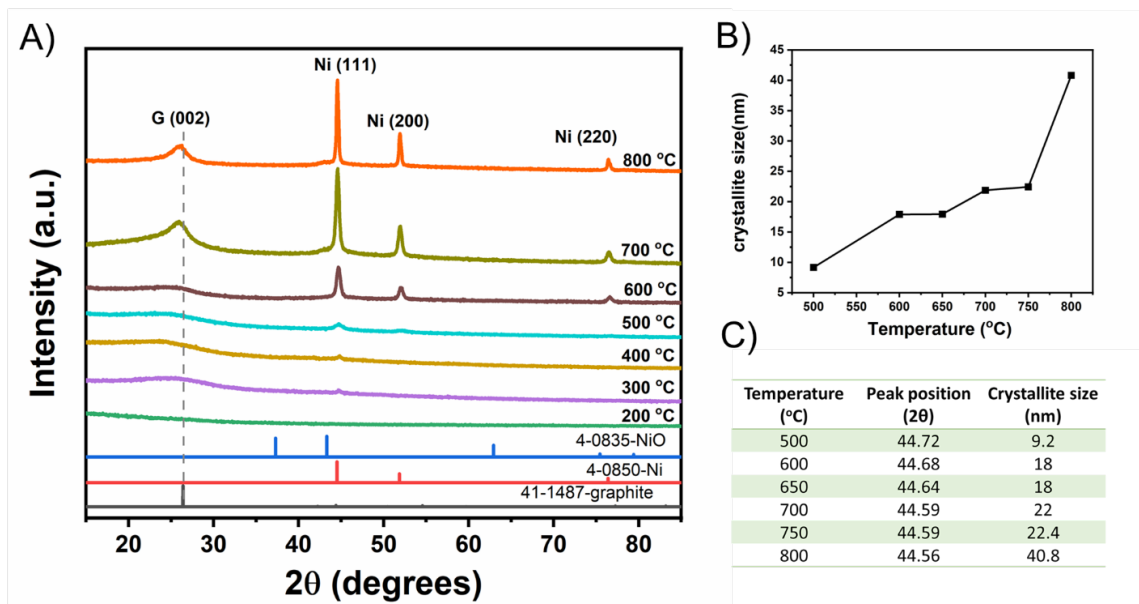 A)
Ni (111)
G (002)
Ni (200)
Ni (220)
800 °C
700 °C
600 °C
500 °C
400 °C
300 °C
200 °C
4-0835-NiO
4-0850-Ni
41-1487-graphite
Intensity (a.u.)
20 30 40 50 60 70 80
2θ (degrees)
B)
45
40
35
30
25
20
15
10
5
0
crystallite size(nm)
500 550 600 650 700 750 800
Temperature (°C)
C)
Temperature (°C) Peak position (2θ) Crystallite size (nm)
500 44.72 9.2
600 44.68 18
650 44.64 18
700 44.59 22
750 44.59 22.4
800 44.56 40.8